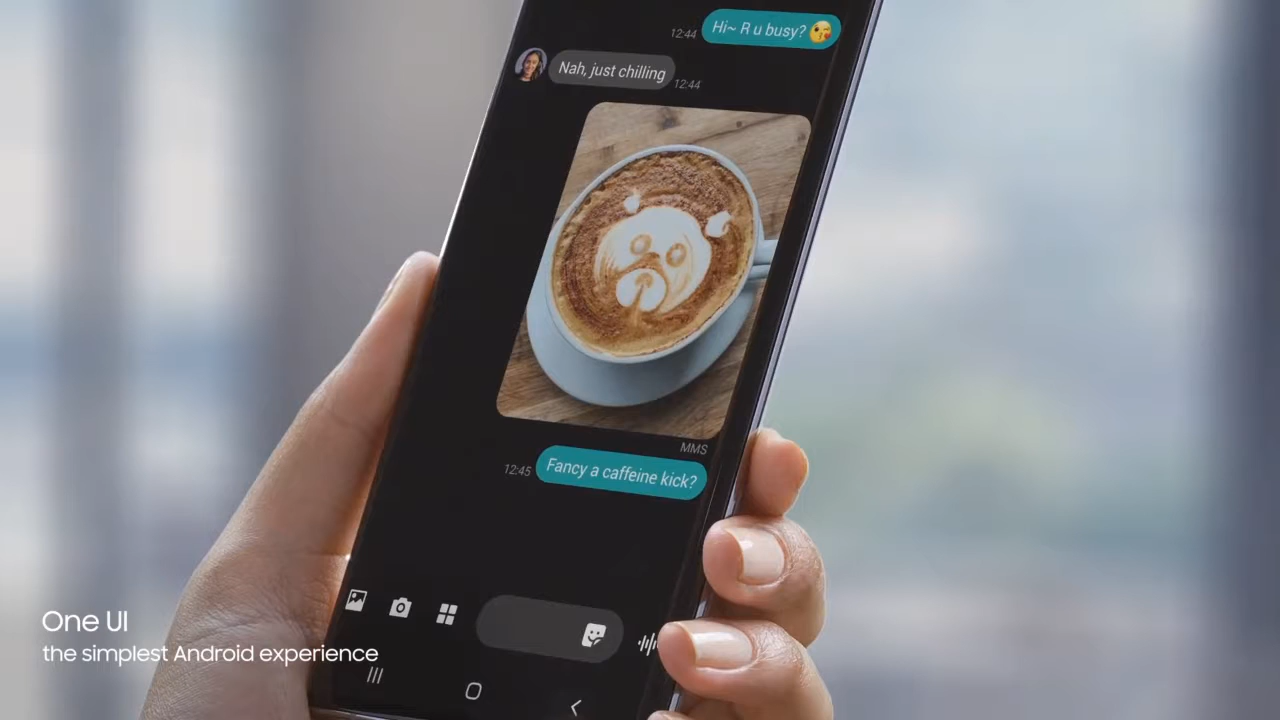 12:44 Hi~ R u busy? 😘
Nah, just chilling 12:44
MMS
12:45 Fancy a caffeine kick?
One UI
the simplest Android experience